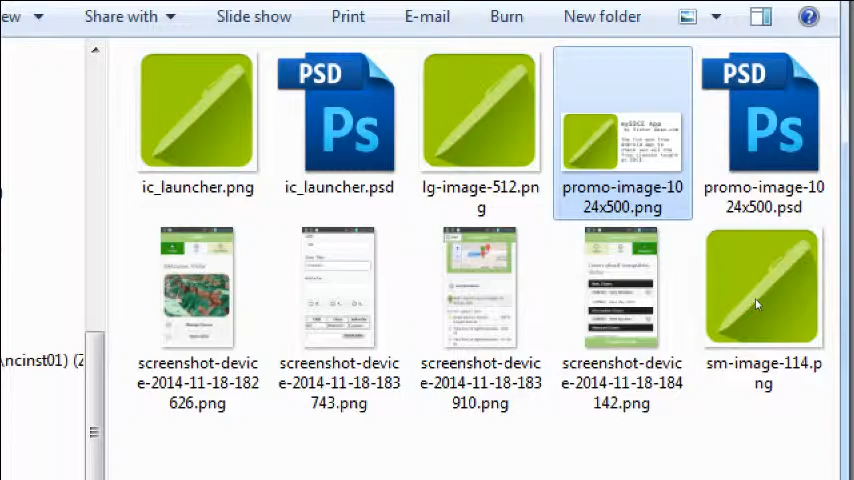 ew
Share with
Slide show
Print
E-mail
Burn
New folder
PSD
Ps
mySDCE App
PSD
Ps
ic_launcher.png
ic_launcher.psd
lg-image-512.pn
g
promo-image-10
24x500.png
promo-image-10
24x500.psd
\ncinst01) (Z
screenshot-devic
e-2014-11-18-182
626.png
screenshot-devic
e-2014-11-18-183
743.png
screenshot-devic
e-2014-11-18-183
910.png
screenshot-devic
e-2014-11-18-184
142.png
sm-image-114.p
ng